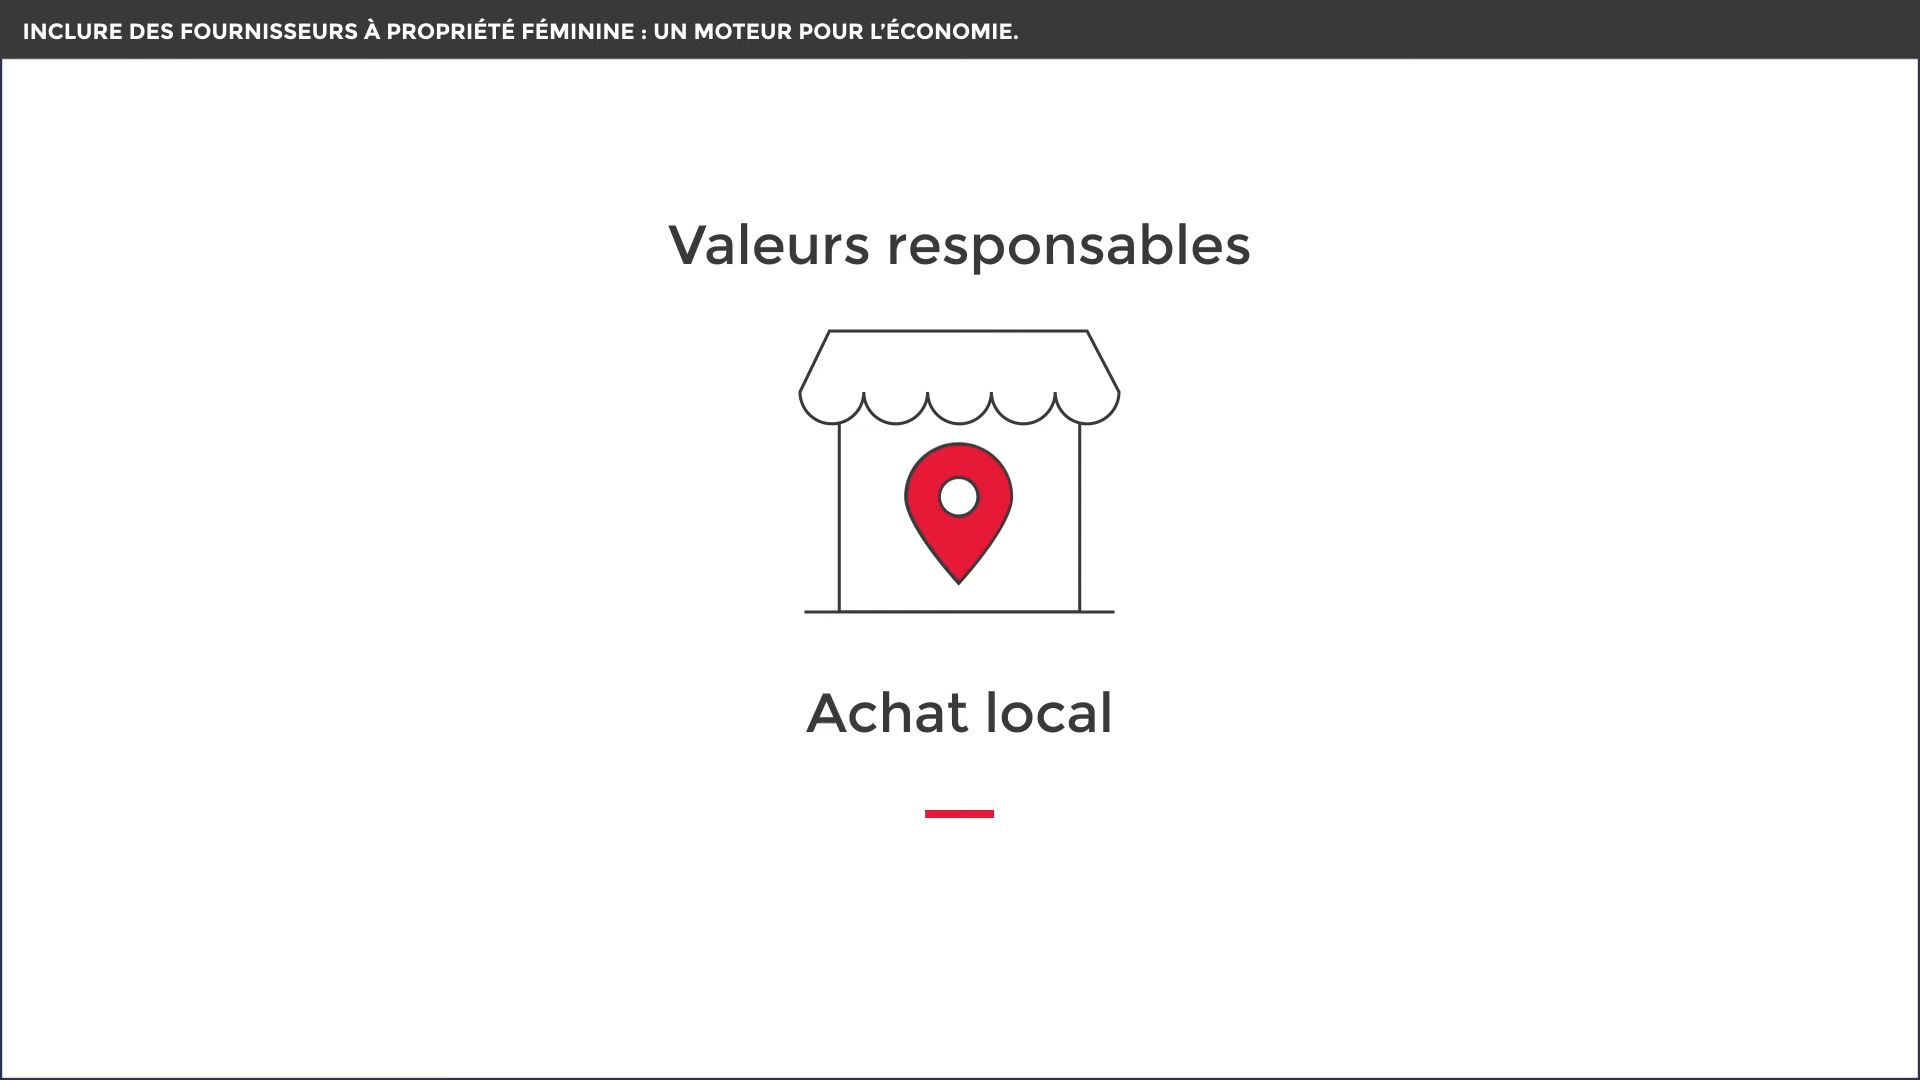 INCLURE DES FOURNISSEURS À PROPRIÉTÉ FÉMININE : UN MOTEUR POUR L’ÉCONOMIE.
Valeurs responsables
Achat local